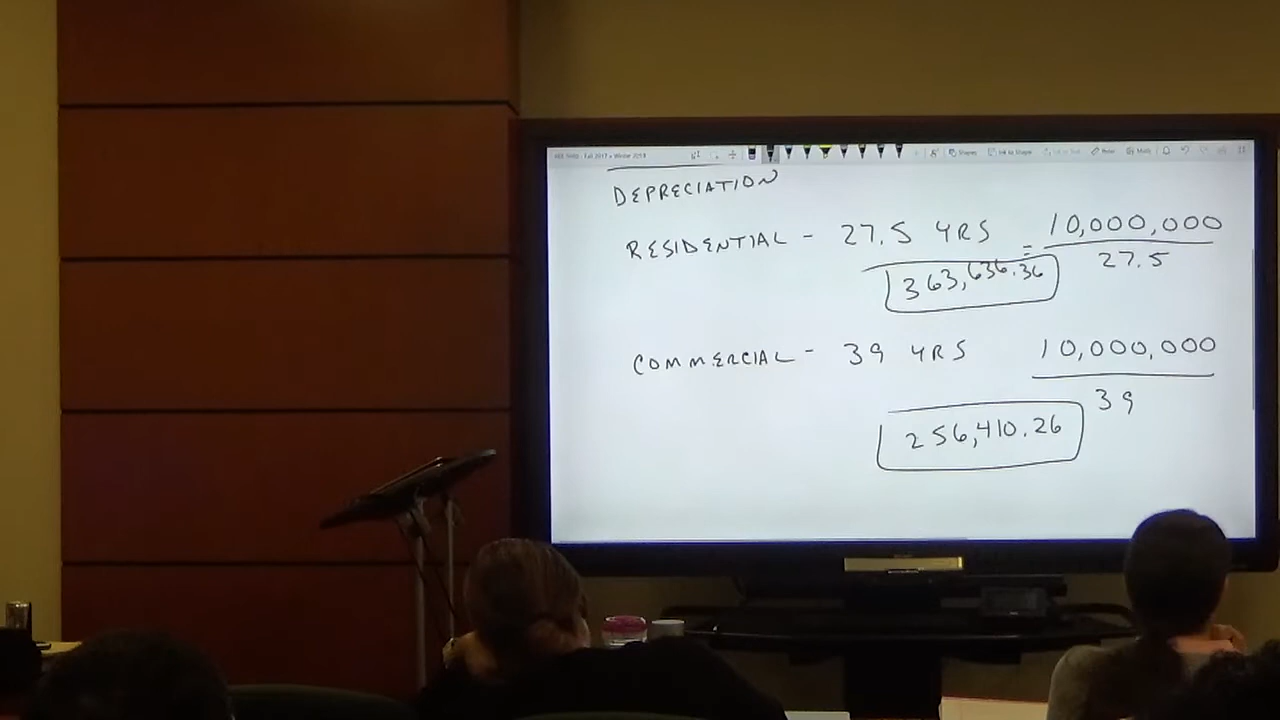 DEPRECIATION
RESIDENTIAL - 27.5 YRS = 10,000,000
27.5
363,636.36
COMMERCIAL - 39 YRS 10,000,000
39
256,410.26